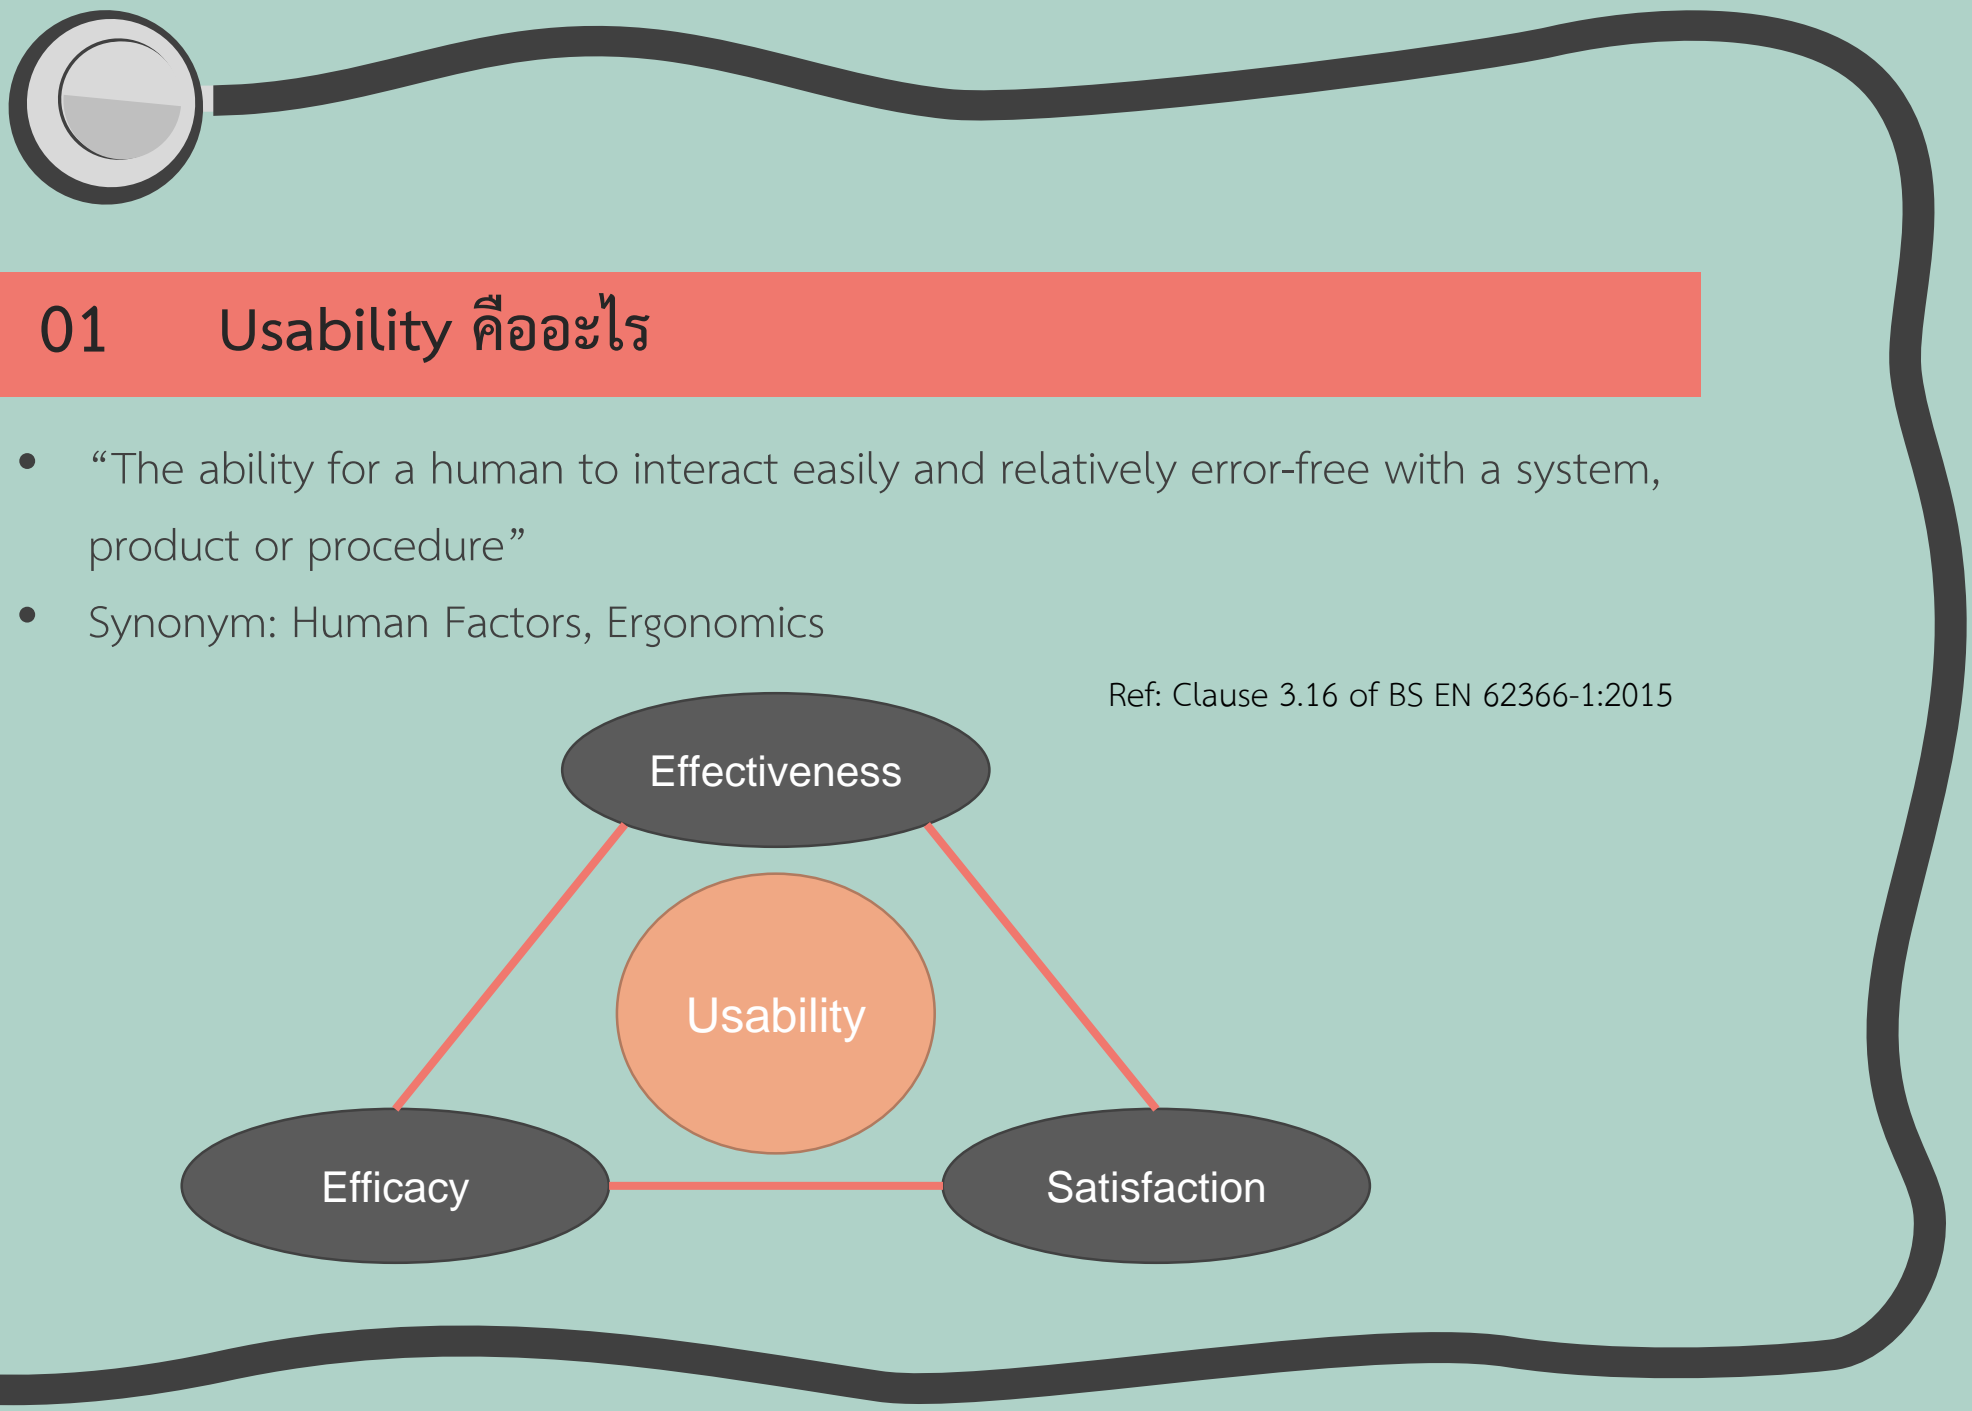 01 Usability คืออะไร
• “The ability for a human to interact easily and relatively error-free with a system,
product or procedure”
• Synonym: Human Factors, Ergonomics
Ref: Clause 3.16 of BS EN 62366-1:2015
Effectiveness
Usability
Efficacy
Satisfaction